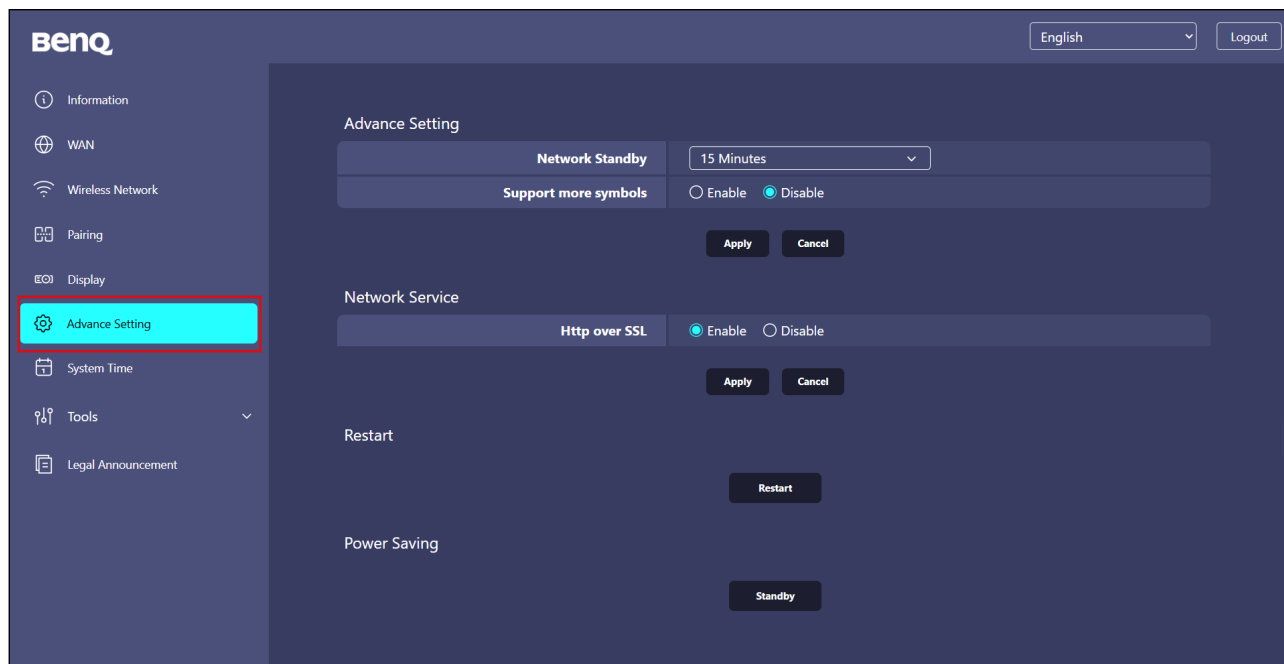 BenQ
English
Logout
Information
WAN
Wireless Network
Pairing
Display
Advance Setting
System Time
Tools
Legal Announcement
Advance Setting
Network Standby 15 Minutes
Support more symbols Enable Disable
Apply Cancel
Network Service
Http over SSL Enable Disable
Apply Cancel
Restart
Restart
Power Saving
Standby